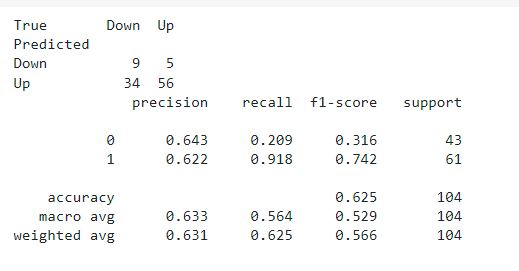 True Down Up
Predicted
Down 9 5
Up 34 56
precision recall f1-score support
0 0.643 0.209 0.316 43
1 0.622 0.918 0.742 61
accuracy 0.625 104
macro avg 0.633 0.564 0.529 104
weighted avg 0.631 0.625 0.566 104